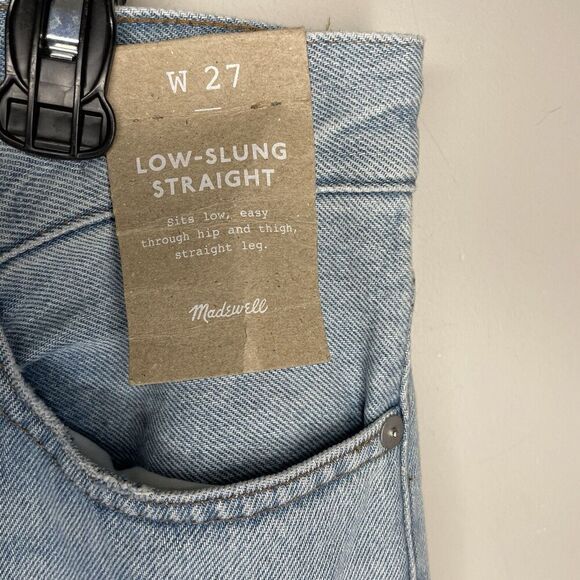 W 27
LOW-SLUNG
STRAIGHT
Sits low, easy
through hip and thigh,
straight leg.
Madewell